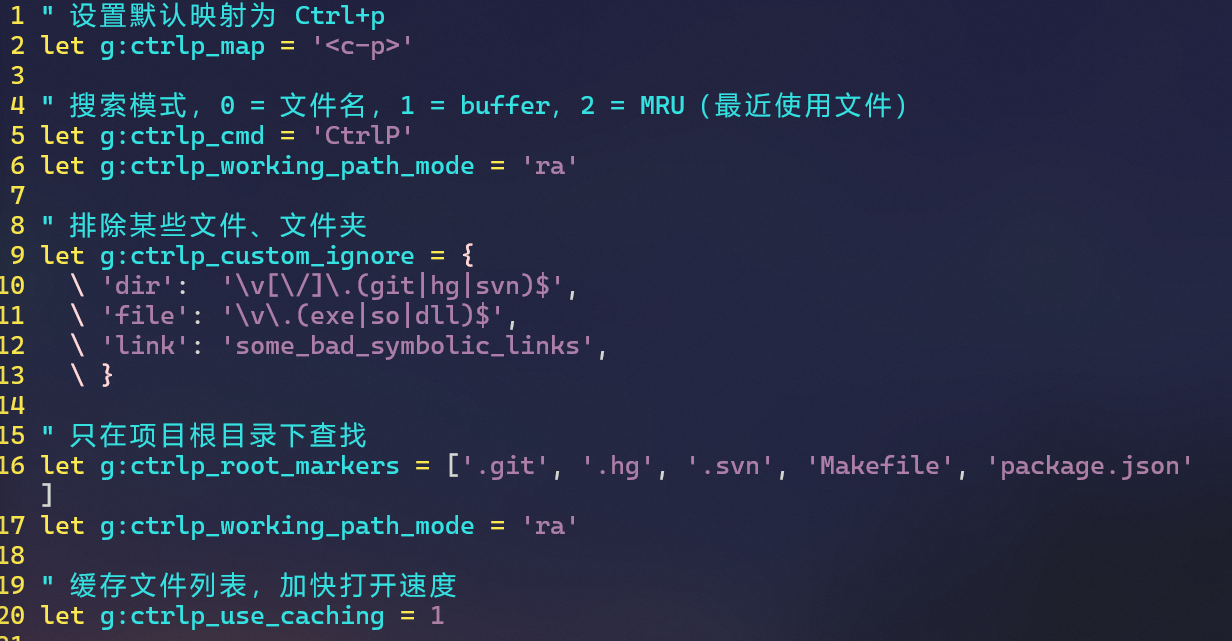 1 " 设置默认映射为 Ctrl+p
2 let g:ctrlp_map = '<c-p>'
3
4 " 搜索模式，0 = 文件名，1 = buffer，2 = MRU（最近使用文件）
5 let g:ctrlp_cmd = 'CtrlP'
6 let g:ctrlp_working_path_mode = 'ra'
7
8 " 排除某些文件、文件夹
9 let g:ctrlp_custom_ignore = {
10   \ 'dir':  '\v[\/]\.(git|hg|svn)$',
11   \ 'file': '\v\.(exe|so|dll)$',
12   \ 'link': 'some_bad_symbolic_links',
13   \ }
14
15 " 只在项目根目录下查找
16 let g:ctrlp_root_markers = ['.git', '.hg', '.svn', 'Makefile', 'package.json'
]
17 let g:ctrlp_working_path_mode = 'ra'
18
19 " 缓存文件列表，加快打开速度
20 let g:ctrlp_use_caching = 1